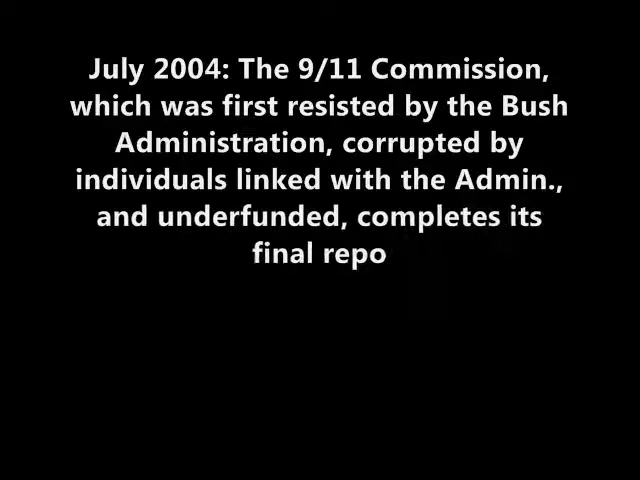 July 2004: The 9/11 Commission,
which was first resisted by the Bush
Administration, corrupted by
individuals linked with the Admin.,
and underfunded, completes its
final repo